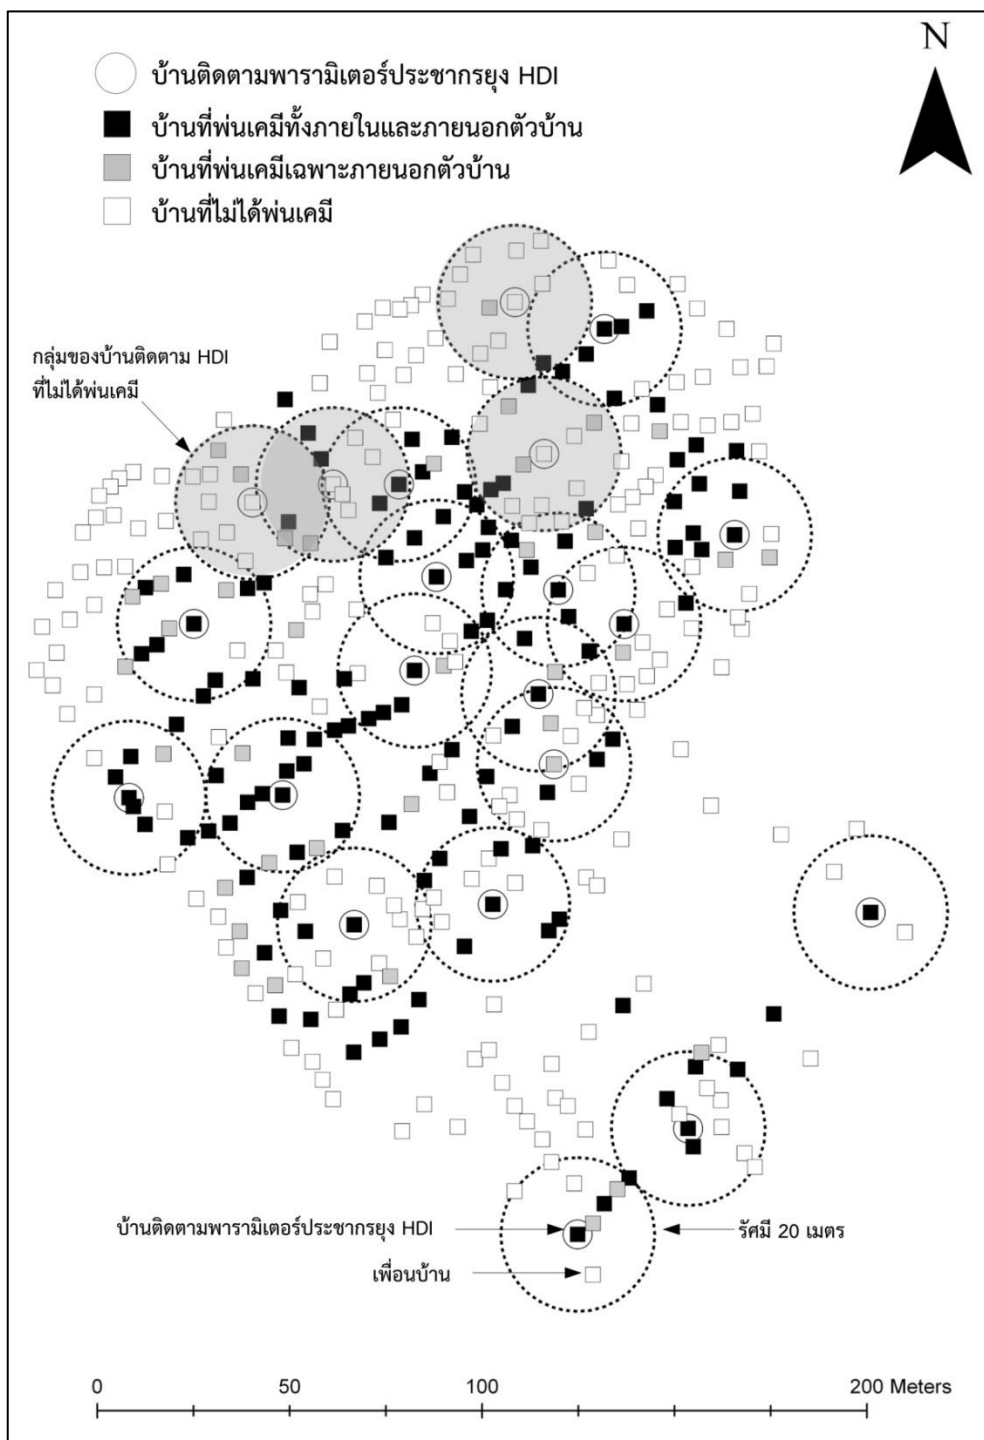 N
บ้านติดตามพารามิเตอร์ประชากรยุง HDI
บ้านที่พ่นเคมีทั้งภายในและภายนอกตัวบ้าน
บ้านที่พ่นเคมีเฉพาะภายนอกตัวบ้าน
บ้านที่ไม่ได้พ่นเคมี
กลุ่มของบ้านติดตาม HDI
ที่ไม่ได้พ่นเคมี
บ้านติดตามพารามิเตอร์ประชากรยุง HDI
รัศมี 20 เมตร
เพื่อนบ้าน
0 50 100 200 Meters